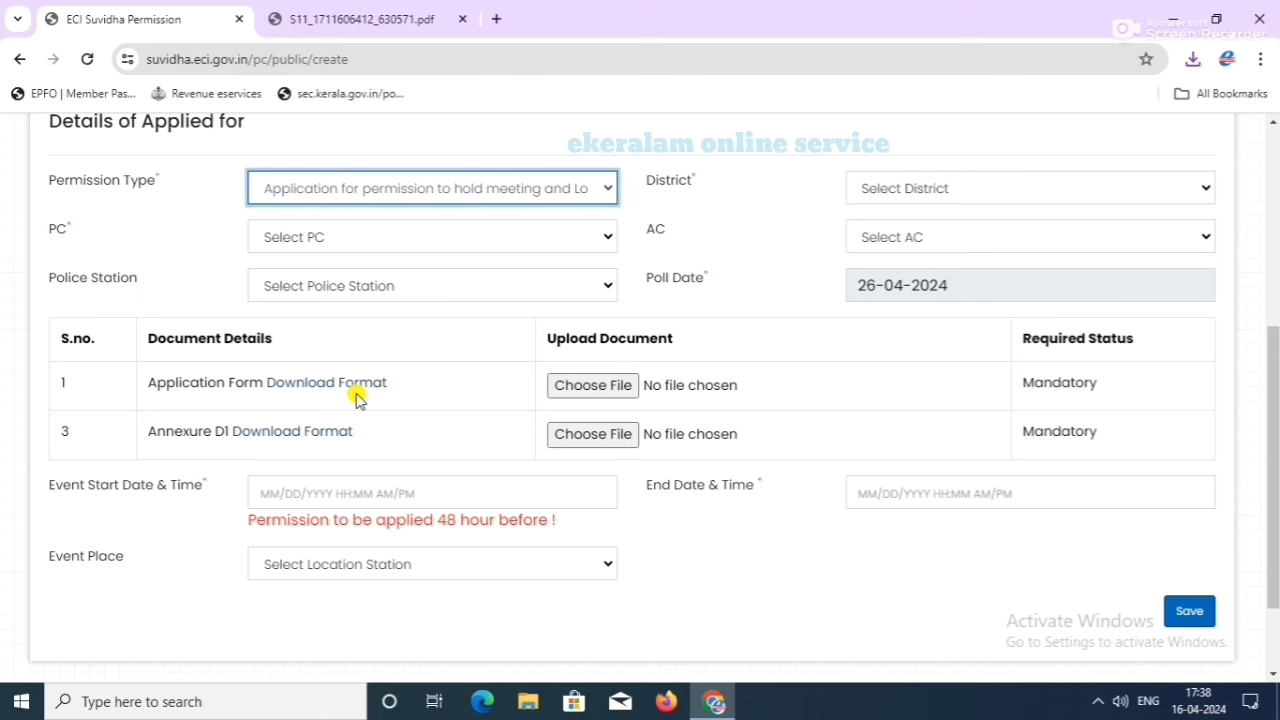 ECI Suvidha Permission
S11_1711606412_630571.pdf
Apowersoft
Screen Recorder
suvidha.eci.gov.in/pc/public/create
EPFO | Member Pas...
Revenue eservices
sec.kerala.gov.in/po...
All Bookmarks
Details of Applied for
ekeralam online service
Permission Type*
Application for permission to hold meeting and Lo
District*
Select District
PC*
Select PC
AC
Select AC
Police Station
Select Police Station
Poll Date*
26-04-2024
S.no.
Document Details
Upload Document
Required Status
1
Application Form Download Format
Choose File No file chosen
Mandatory
3
Annexure D1 Download Format
Choose File No file chosen
Mandatory
Event Start Date & Time*
MM/DD/YYYY HH:MM AM/PM
End Date & Time *
MM/DD/YYYY HH:MM AM/PM
Permission to be applied 48 hour before !
Event Place
Select Location Station
Save
Activate Windows
Go to Settings to activate Windows.
Type here to search
ENG
17:38
16-04-2024